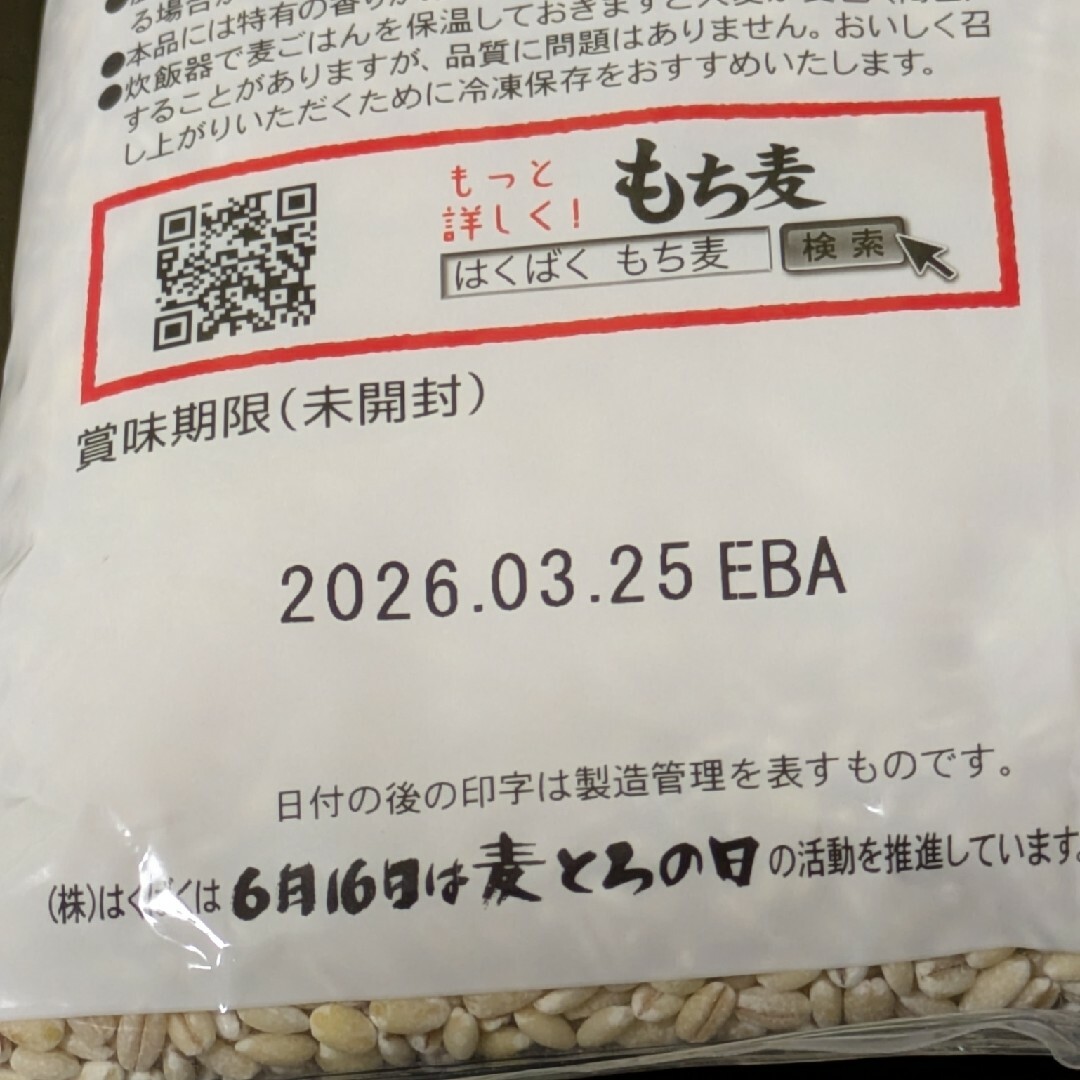 る場合が
●本品には特有の香りが
●炊飯器で麦ごはんを保温しておきますと大麦が
することがありますが、品質に問題はありません。おいしく召
し上がりいただくために冷凍保存をおすすめいたします。
もっと
詳しく!
もち麦
はくばく もち麦
検索
賞味期限(未開封)
2026.03.25 EBA
日付の後の印字は製造管理を表すものです。
(株)はくばくは6月16日は麦とろの日の活動を推進しています。